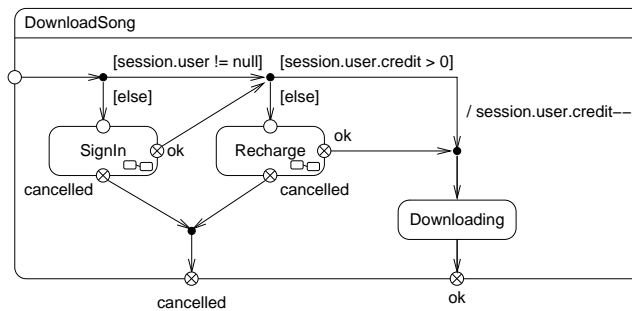 DownloadSong
[session.user != null]
[session.user.credit > 0]
[else]
[else]
/ session.user.credit--
SignIn
ok
Recharge
ok
cancelled
cancelled
Downloading
cancelled
ok